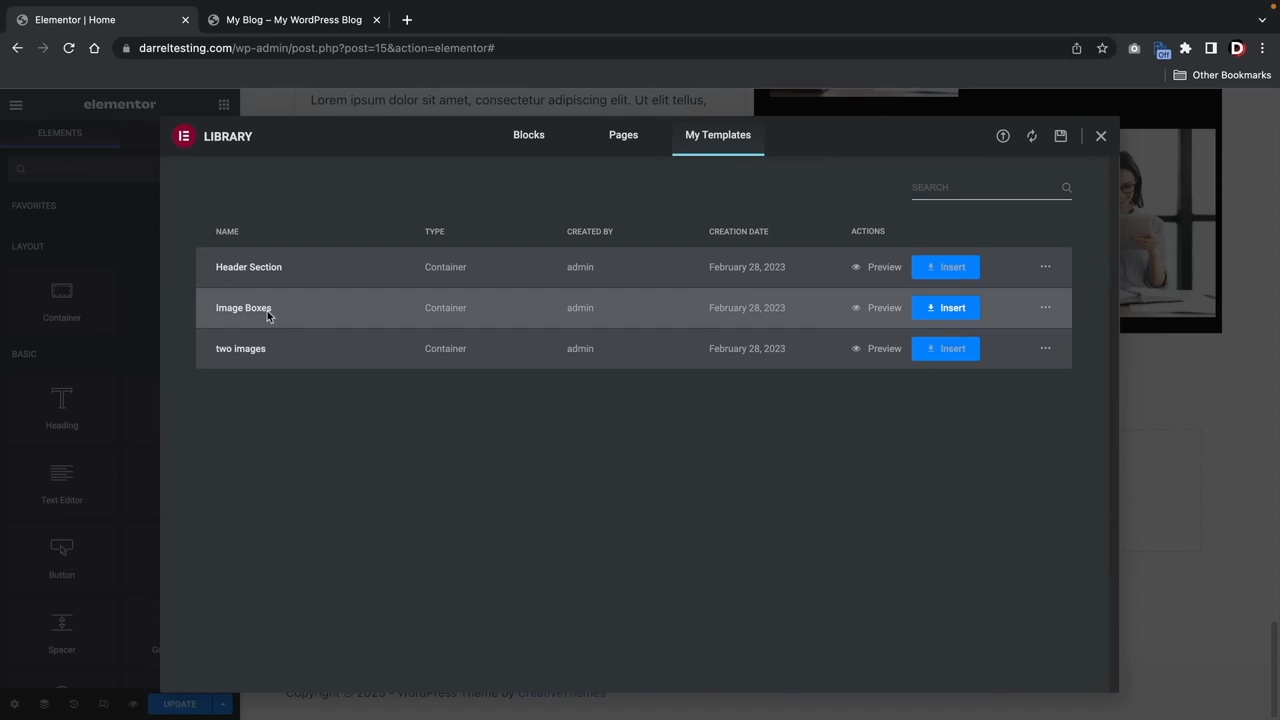 Elementor | Home
My Blog – My WordPress Blog
darreltesting.com/wp-admin/post.php?post=15&action=elementor#
Off
D
Other Bookmarks
elementor
Lorem ipsum dolor sit amet, consectetur adipiscing elit. Ut elit tellus,
ELEMENTS
LIBRARY
Blocks
Pages
My Templates
FAVORITES
SEARCH
LAYOUT
NAME TYPE CREATED BY CREATION DATE ACTIONS
Header Section Container admin February 28, 2023 Preview Insert
Image Boxes Container admin February 28, 2023 Preview Insert
two images Container admin February 28, 2023 Preview Insert
Container
BASIC
Heading
Text Editor
Button
Spacer
UPDATE
Copyright © 2023 - WordPress Theme by CreativeThemes